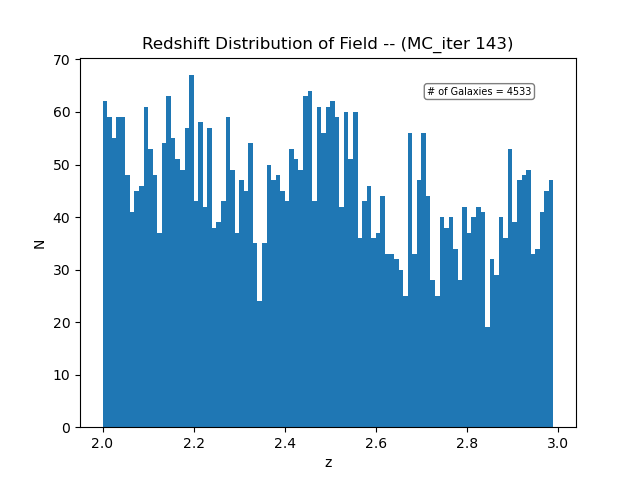 Redshift Distribution of Field -- (MC_iter 143)
# of Galaxies = 4533
70
60
50
40
30
20
10
0
N
2.0 2.2 2.4 2.6 2.8 3.0
z